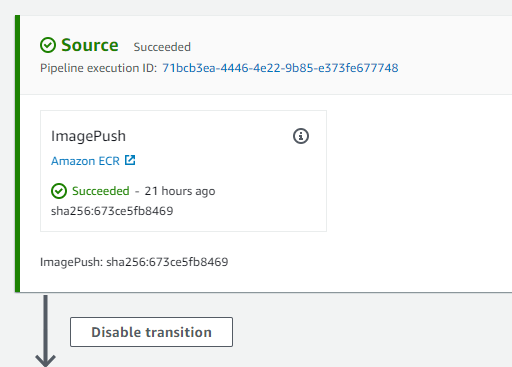 Source Succeeded
Pipeline execution ID: 71bcb3ea-4446-4e22-9b85-e373fe677748
ImagePush
Amazon ECR
Succeeded - 21 hours ago
sha256:673ce5fb8469
ImagePush: sha256:673ce5fb8469
Disable transition